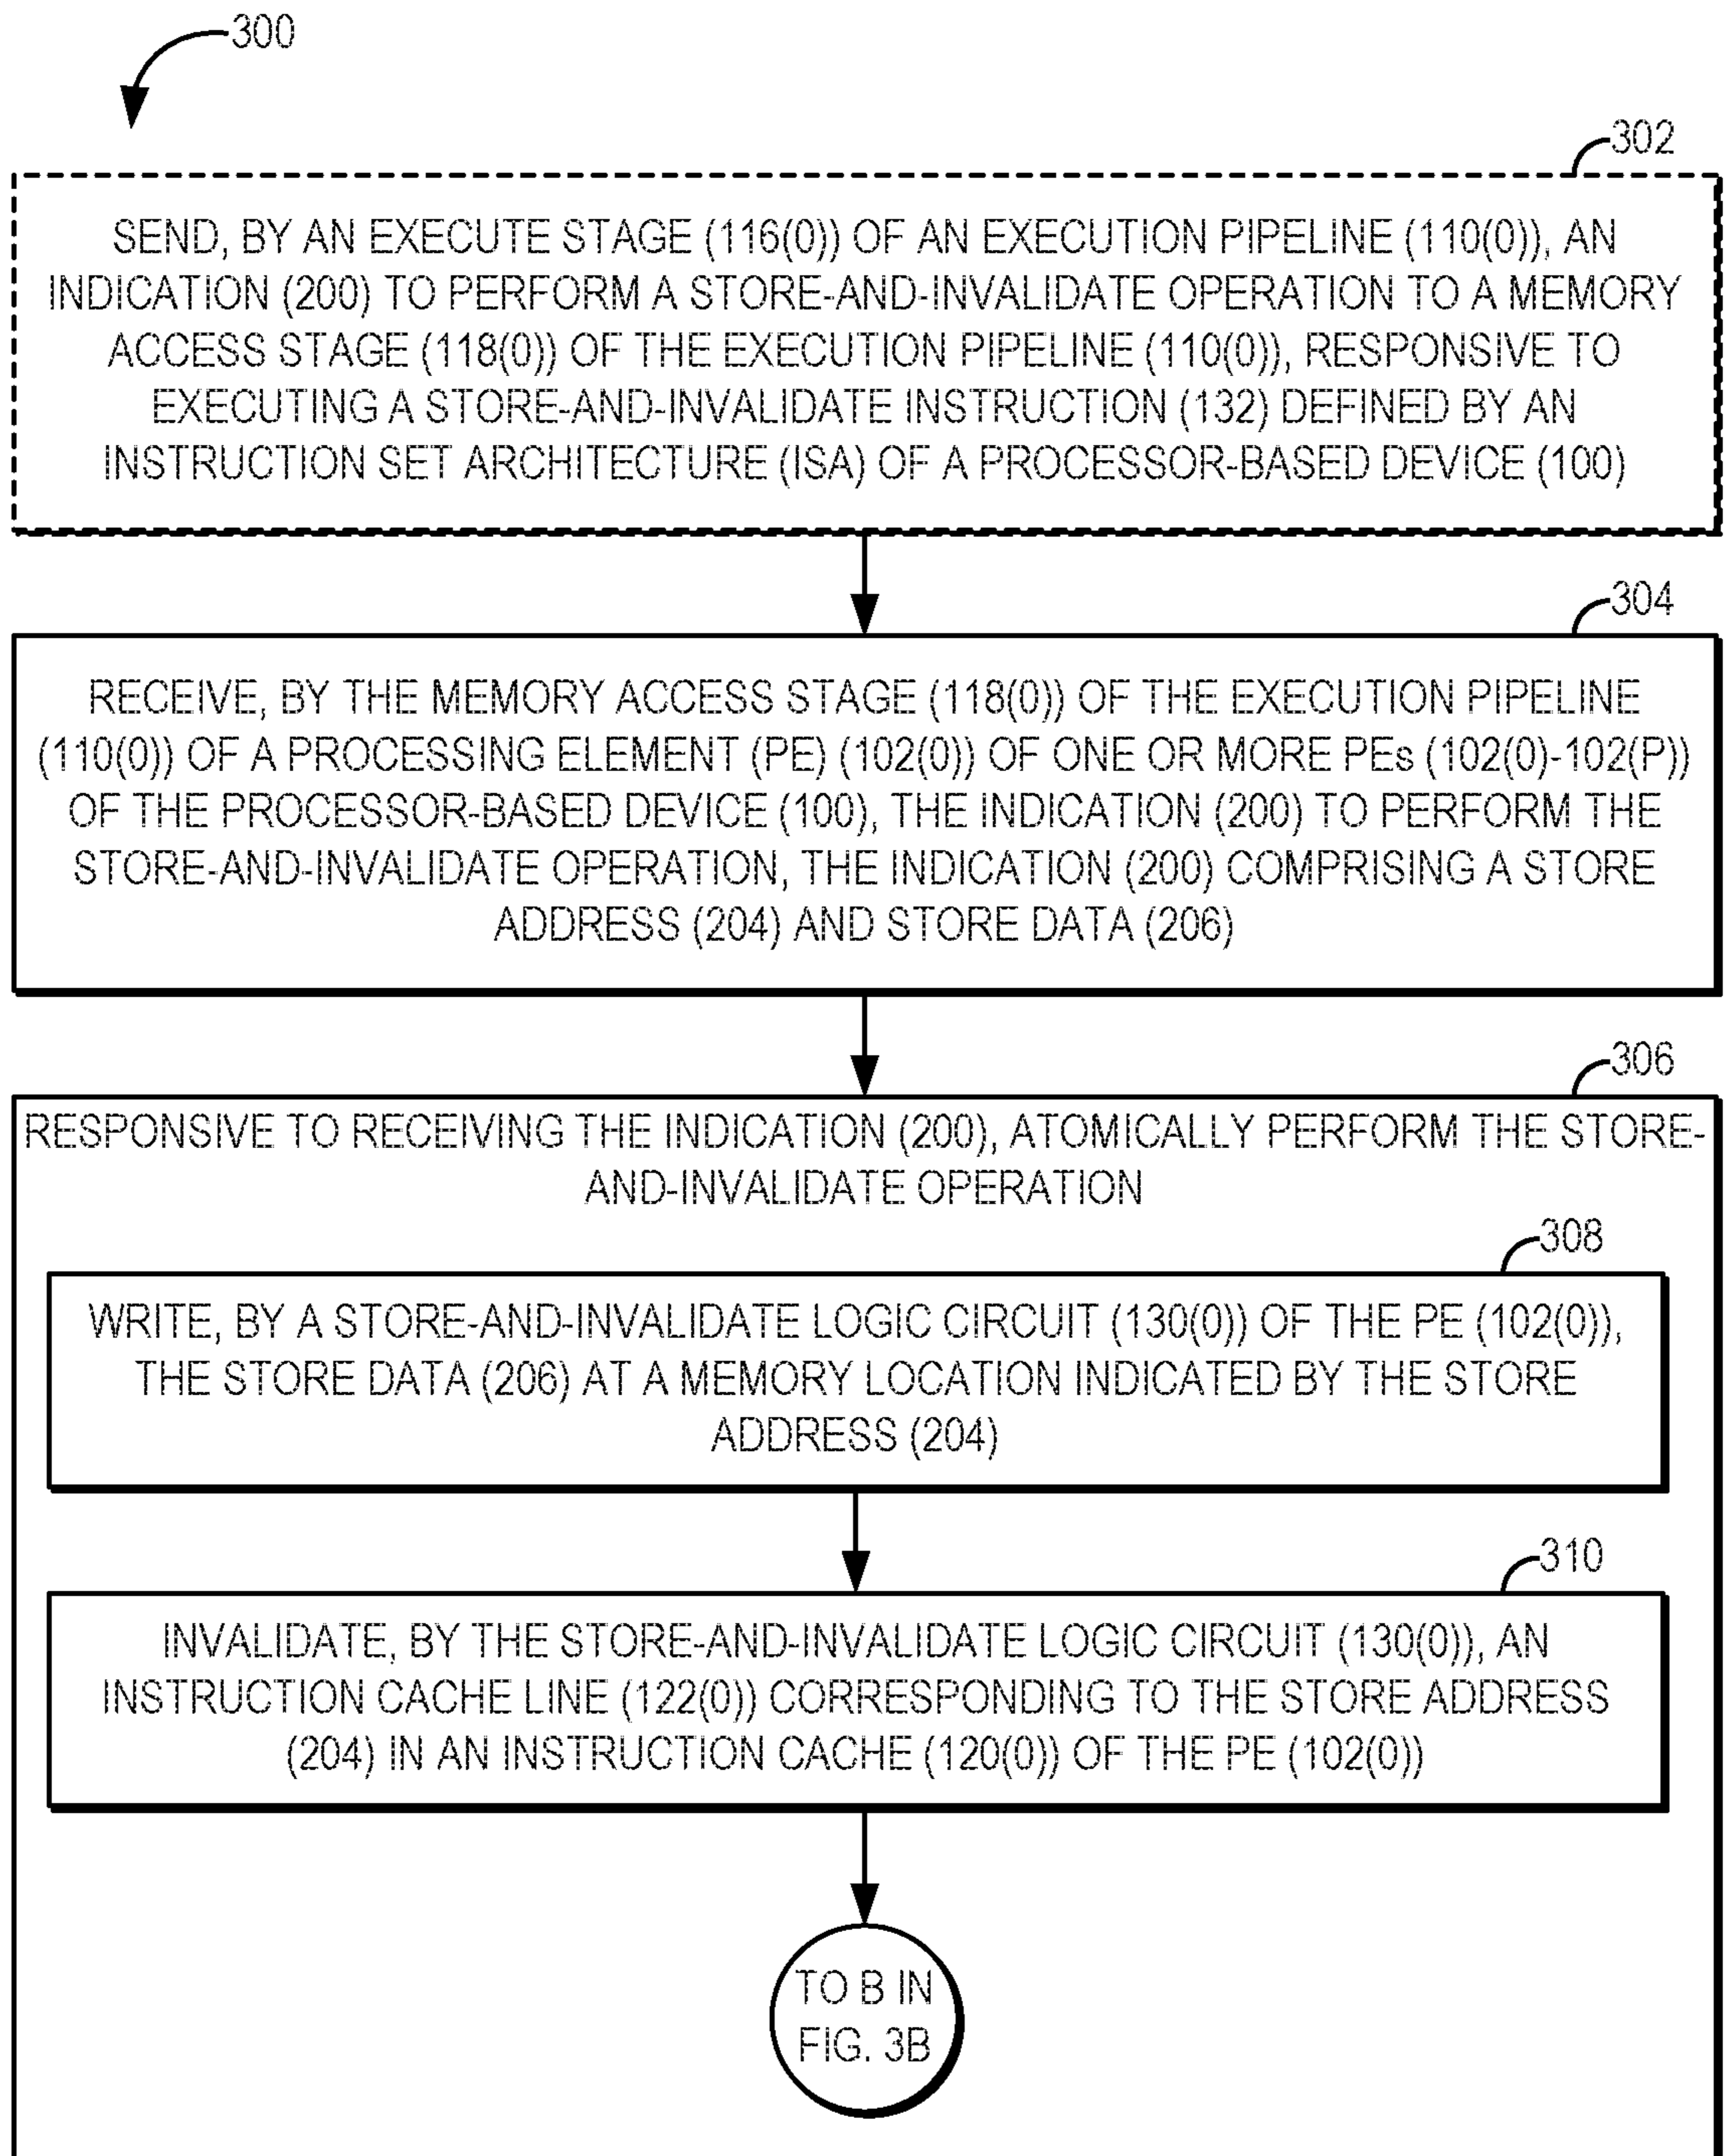 300
302
SEND, BY AN EXECUTE STAGE (116(0)) OF AN EXECUTION PIPELINE (110(0)), AN
INDICATION (200) TO PERFORM A STORE-AND-INVALIDATE OPERATION TO A MEMORY
ACCESS STAGE (118(0)) OF THE EXECUTION PIPELINE (110(0)), RESPONSIVE TO
EXECUTING A STORE-AND-INVALIDATE INSTRUCTION (132) DEFINED BY AN
INSTRUCTION SET ARCHITECTURE (ISA) OF A PROCESSOR-BASED DEVICE (100)
304
RECEIVE, BY THE MEMORY ACCESS STAGE (118(0)) OF THE EXECUTION PIPELINE
(110(0)) OF A PROCESSING ELEMENT (PE) (102(0)) OF ONE OR MORE PEs (102(0)-102(P))
OF THE PROCESSOR-BASED DEVICE (100), THE INDICATION (200) TO PERFORM THE
STORE-AND-INVALIDATE OPERATION, THE INDICATION (200) COMPRISING A STORE
ADDRESS (204) AND STORE DATA (206)
306
RESPONSIVE TO RECEIVING THE INDICATION (200), ATOMICALLY PERFORM THE STORE-
AND-INVALIDATE OPERATION
308
WRITE, BY A STORE-AND-INVALIDATE LOGIC CIRCUIT (130(0)) OF THE PE (102(0)),
THE STORE DATA (206) AT A MEMORY LOCATION INDICATED BY THE STORE
ADDRESS (204)
310
INVALIDATE, BY THE STORE-AND-INVALIDATE LOGIC CIRCUIT (130(0)), AN
INSTRUCTION CACHE LINE (122(0)) CORRESPONDING TO THE STORE ADDRESS
(204) IN AN INSTRUCTION CACHE (120(0)) OF THE PE (102(0))
TO B IN
FIG. 3B